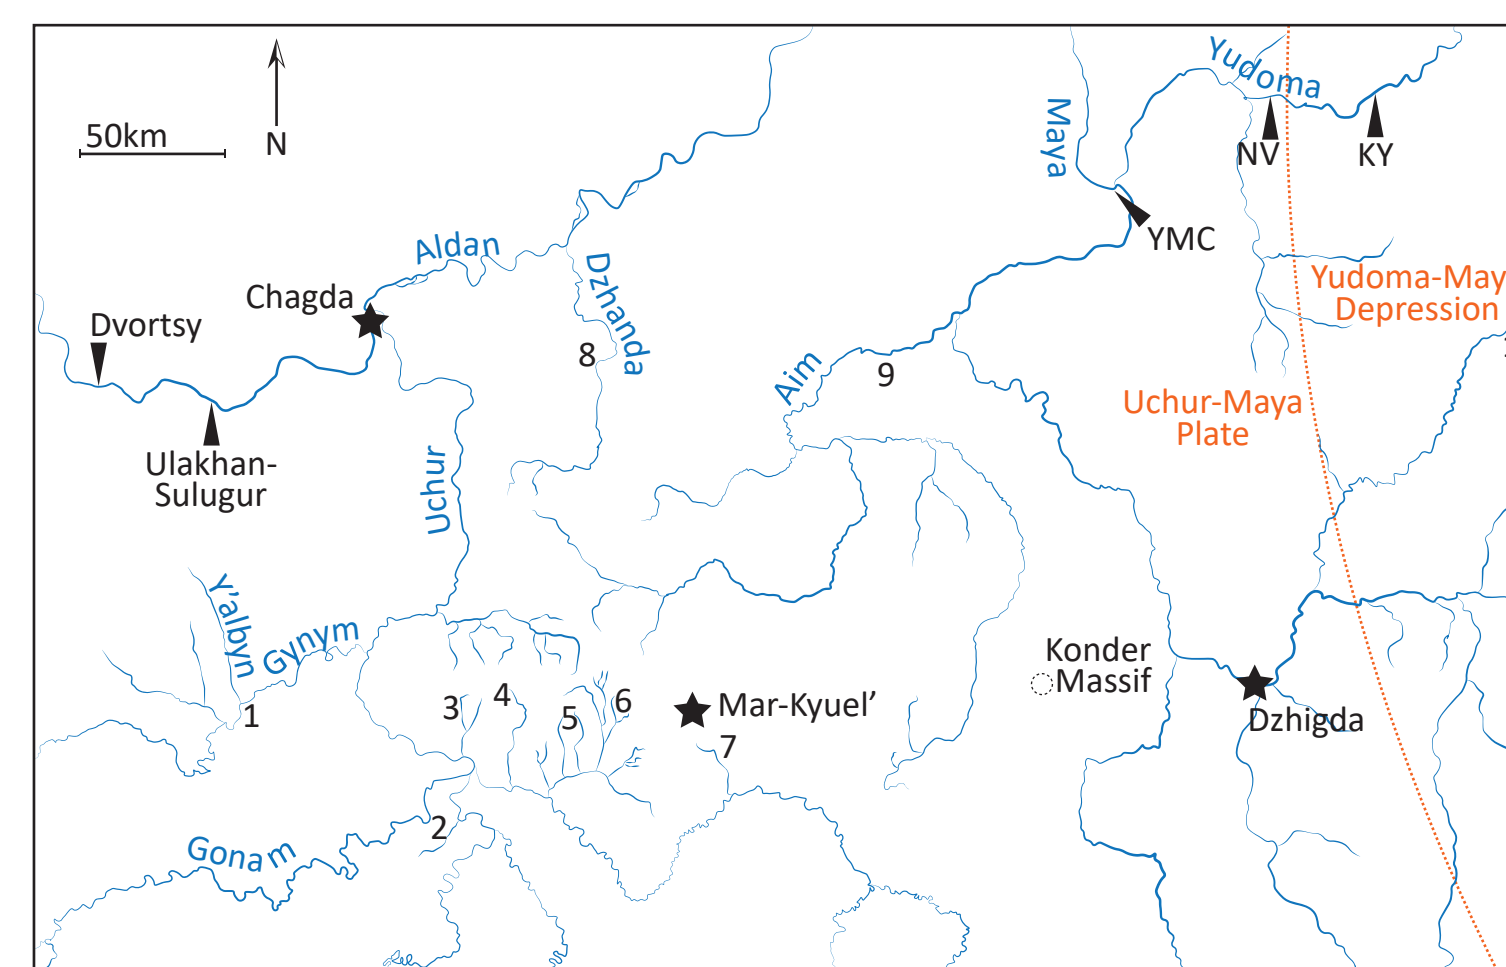 50km
N
Yudoma
Maya
NV
KY
YMC
Aldan
Chagda
Dvortsy
Dzhanda
Yudoma-May
Depression
8
Aim
9
Uchur-Maya
Plate
Ulakhan-
Sulugur
Uchur
Y'albyn
Gynym
Konder
Massif
1
3
4
5
6
Mar-Kyuel'
7
Dzhigda
2
Gonam